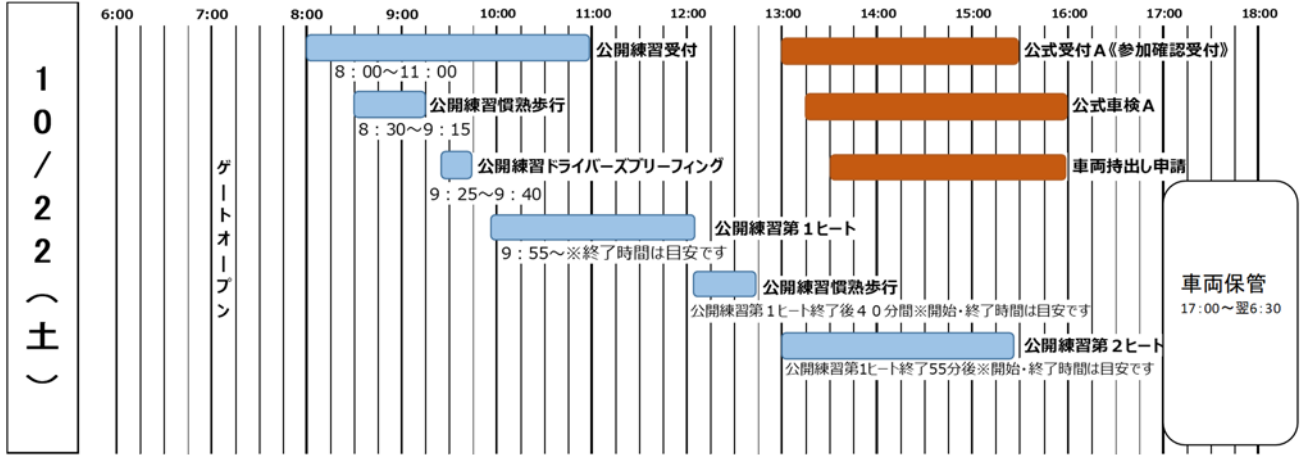 6:00 7:00 8:00 9:00 10:00 11:00 12:00 13:00 14:00 15:00 16:00 17:00 18:00
10/22(土)
ゲートオープン
公開練習受付
8：00～11：00
公式受付A《参加確認受付》
公開練習慣熟歩行
8：30～9：15
公式車検A
公開練習ドライバーズブリーフィング
9：25～9：40
車両持出し申請
公開練習第１ヒート
9：55～※終了時間は目安です
公開練習慣熟歩行
公開練習第１ヒート終了後４０分間※開始・終了時間は目安です
車両保管
17:00～翌6:30
公開練習第２ヒート
公開練習第1ヒート終了55分後※開始・終了時間は目安です